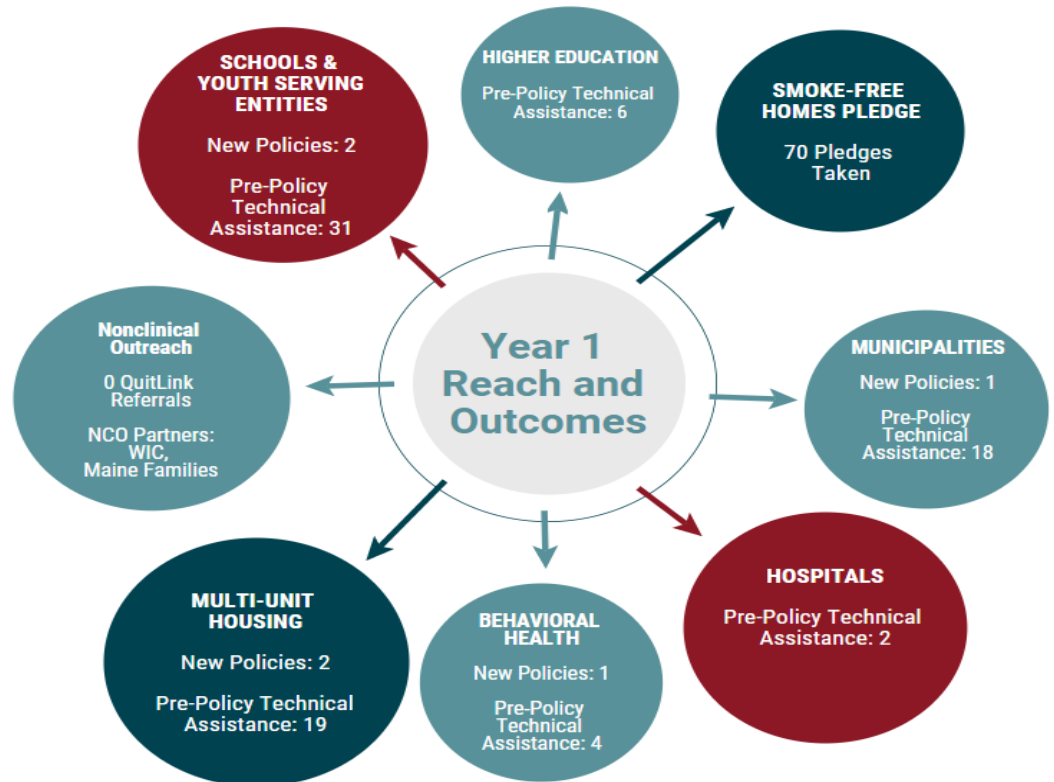 SCHOOLS &
YOUTH SERVING
ENTITIES
New Policies: 2
Pre-Policy
Technical
Assistance: 31
HIGHER EDUCATION
Pre-Policy Technical
Assistance: 6
SMOKE-FREE
HOMES PLEDGE
70 Pledges
Taken
Nonclinical
Outreach
0 QuitLink
Referrals
NCO Partners:
WIC,
Maine Families
Year 1
Reach and
Outcomes
MUNICIPALITIES
New Policies: 1
Pre-Policy
Technical
Assistance: 18
MULTI-UNIT
HOUSING
New Policies: 2
Pre-Policy Technical
Assistance: 19
BEHAVIORAL
HEALTH
New Policies: 1
Pre-Policy
Technical
Assistance: 4
HOSPITALS
Pre-Policy Technical
Assistance: 2